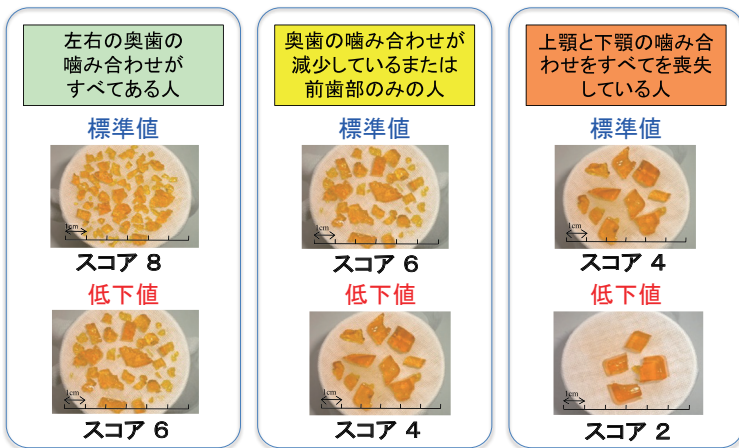 左右の奥歯の
噛み合わせが
すべてある人
標準値
1cm
スコア 8
低下値
1cm
スコア 6
奥歯の噛み合わせが
減少しているまたは
前歯部のみの人
標準値
1cm
スコア 6
低下値
1cm
スコア 4
上顎と下顎の噛み合
わせをすべてを喪失
している人
標準値
1cm
スコア 4
低下値
1cm
スコア 2